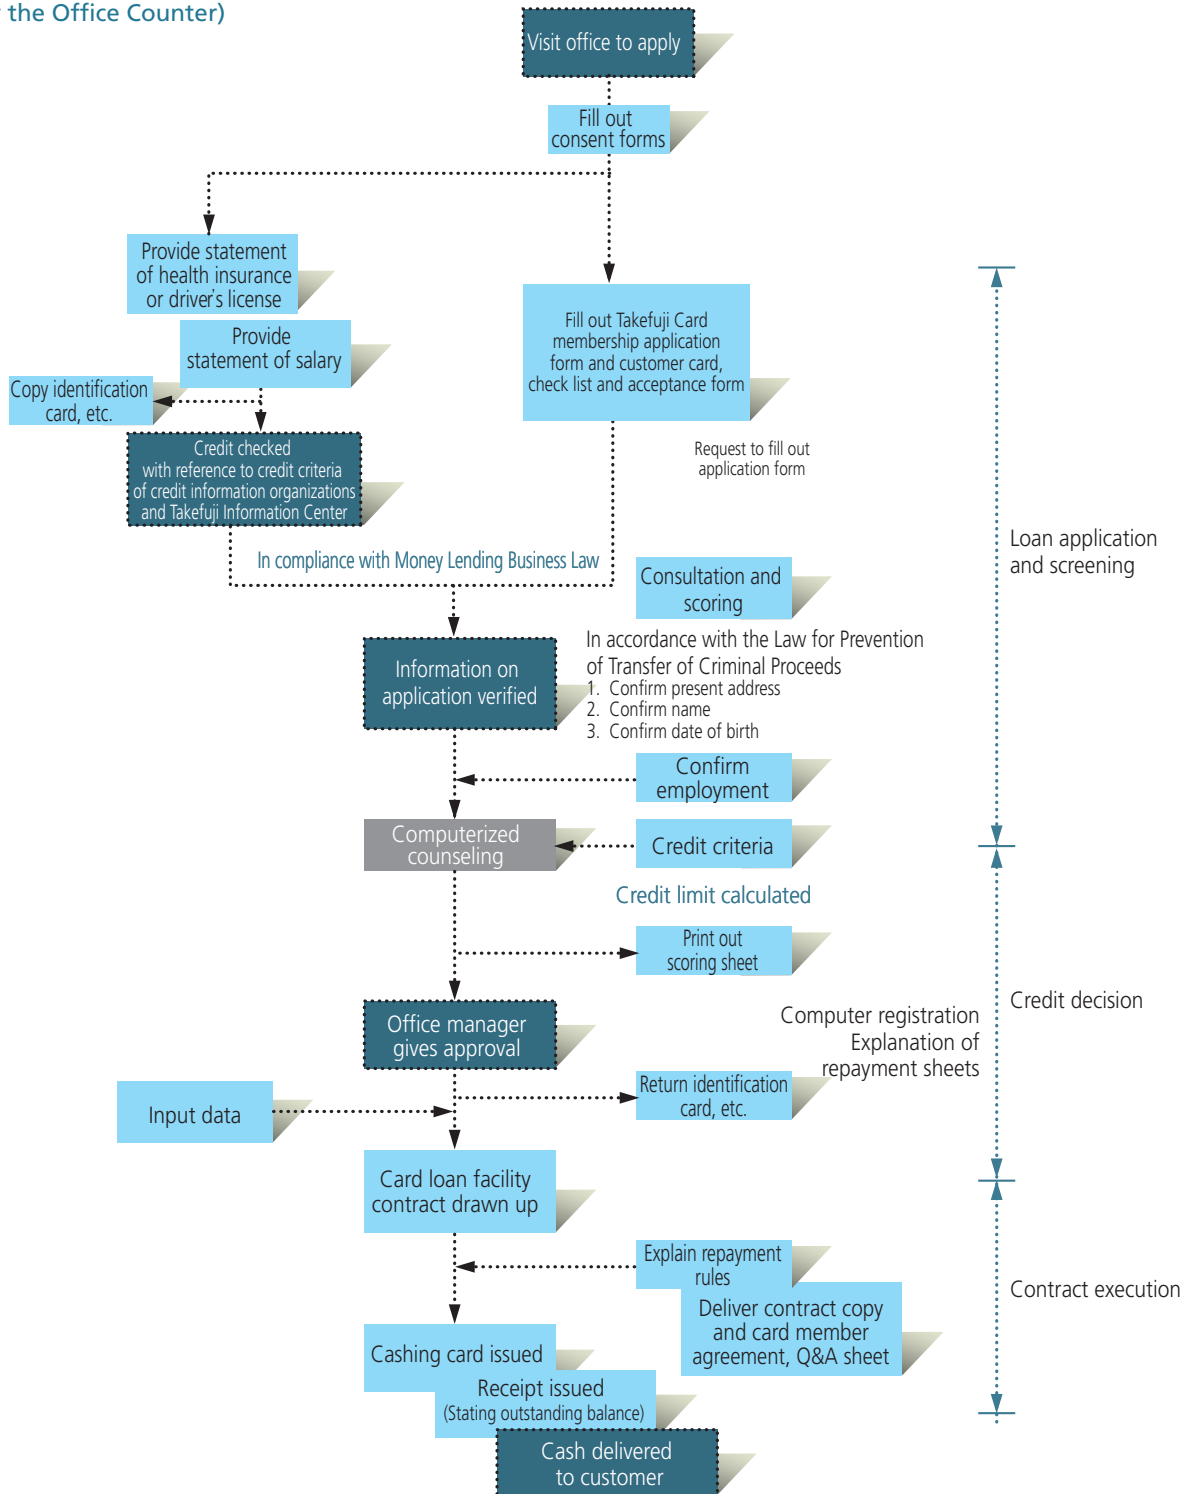 the Office Counter)
Visit office to apply
Fill out
consent forms
Provide statement
of health insurance
or driver's license
Provide
statement of salary
Copy identification
card, etc.
Credit checked
with reference to credit criteria
of credit information organizations
and Takefuji Information Center
Fill out Takefuji Card
membership application
form and customer card,
check list and acceptance form
Request to fill out
application form
In compliance with Money Lending Business Law
Consultation and
scoring
Information on
application verified
In accordance with the Law for Prevention
of Transfer of Criminal Proceeds
1. Confirm present address
2. Confirm name
3. Confirm date of birth
Confirm
employment
Computerized
counseling
Credit criteria
Credit limit calculated
Print out
scoring sheet
Office manager
gives approval
Computer registration
Explanation of
repayment sheets
Return identification
card, etc.
Input data
Card loan facility
contract drawn up
Explain repayment
rules
Deliver contract copy
and card member
agreement, Q&A sheet
Cashing card issued
Receipt issued
(Stating outstanding balance)
Cash delivered
to customer
Loan application
and screening
Credit decision
Contract execution